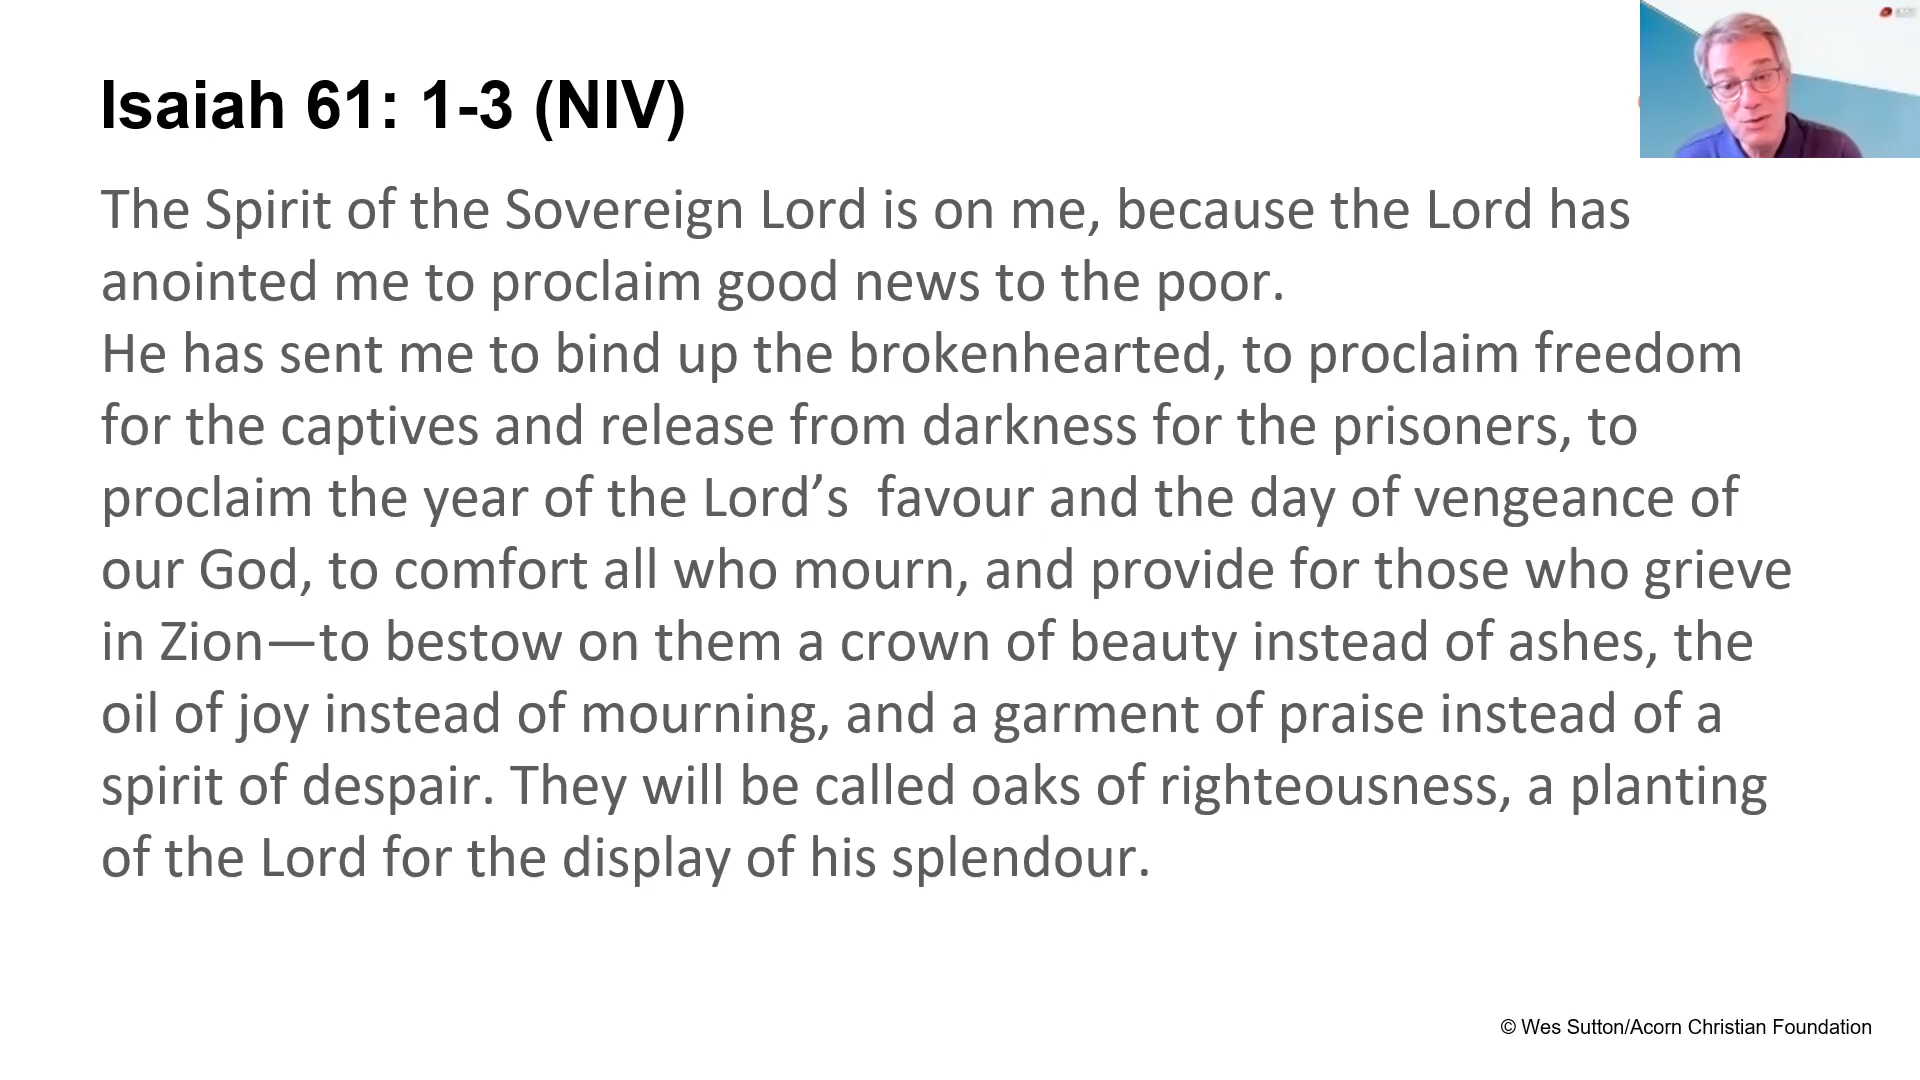 Isaiah 61: 1-3 (NIV)
The Spirit of the Sovereign Lord is on me, because the Lord has
anointed me to proclaim good news to the poor.
He has sent me to bind up the brokenhearted, to proclaim freedom
for the captives and release from darkness for the prisoners, to
proclaim the year of the Lord’s  favour and the day of vengeance of
our God, to comfort all who mourn, and provide for those who grieve
in Zion—to bestow on them a crown of beauty instead of ashes, the
oil of joy instead of mourning, and a garment of praise instead of a
spirit of despair. They will be called oaks of righteousness, a planting
of the Lord for the display of his splendour.
© Wes Sutton/Acorn Christian Foundation